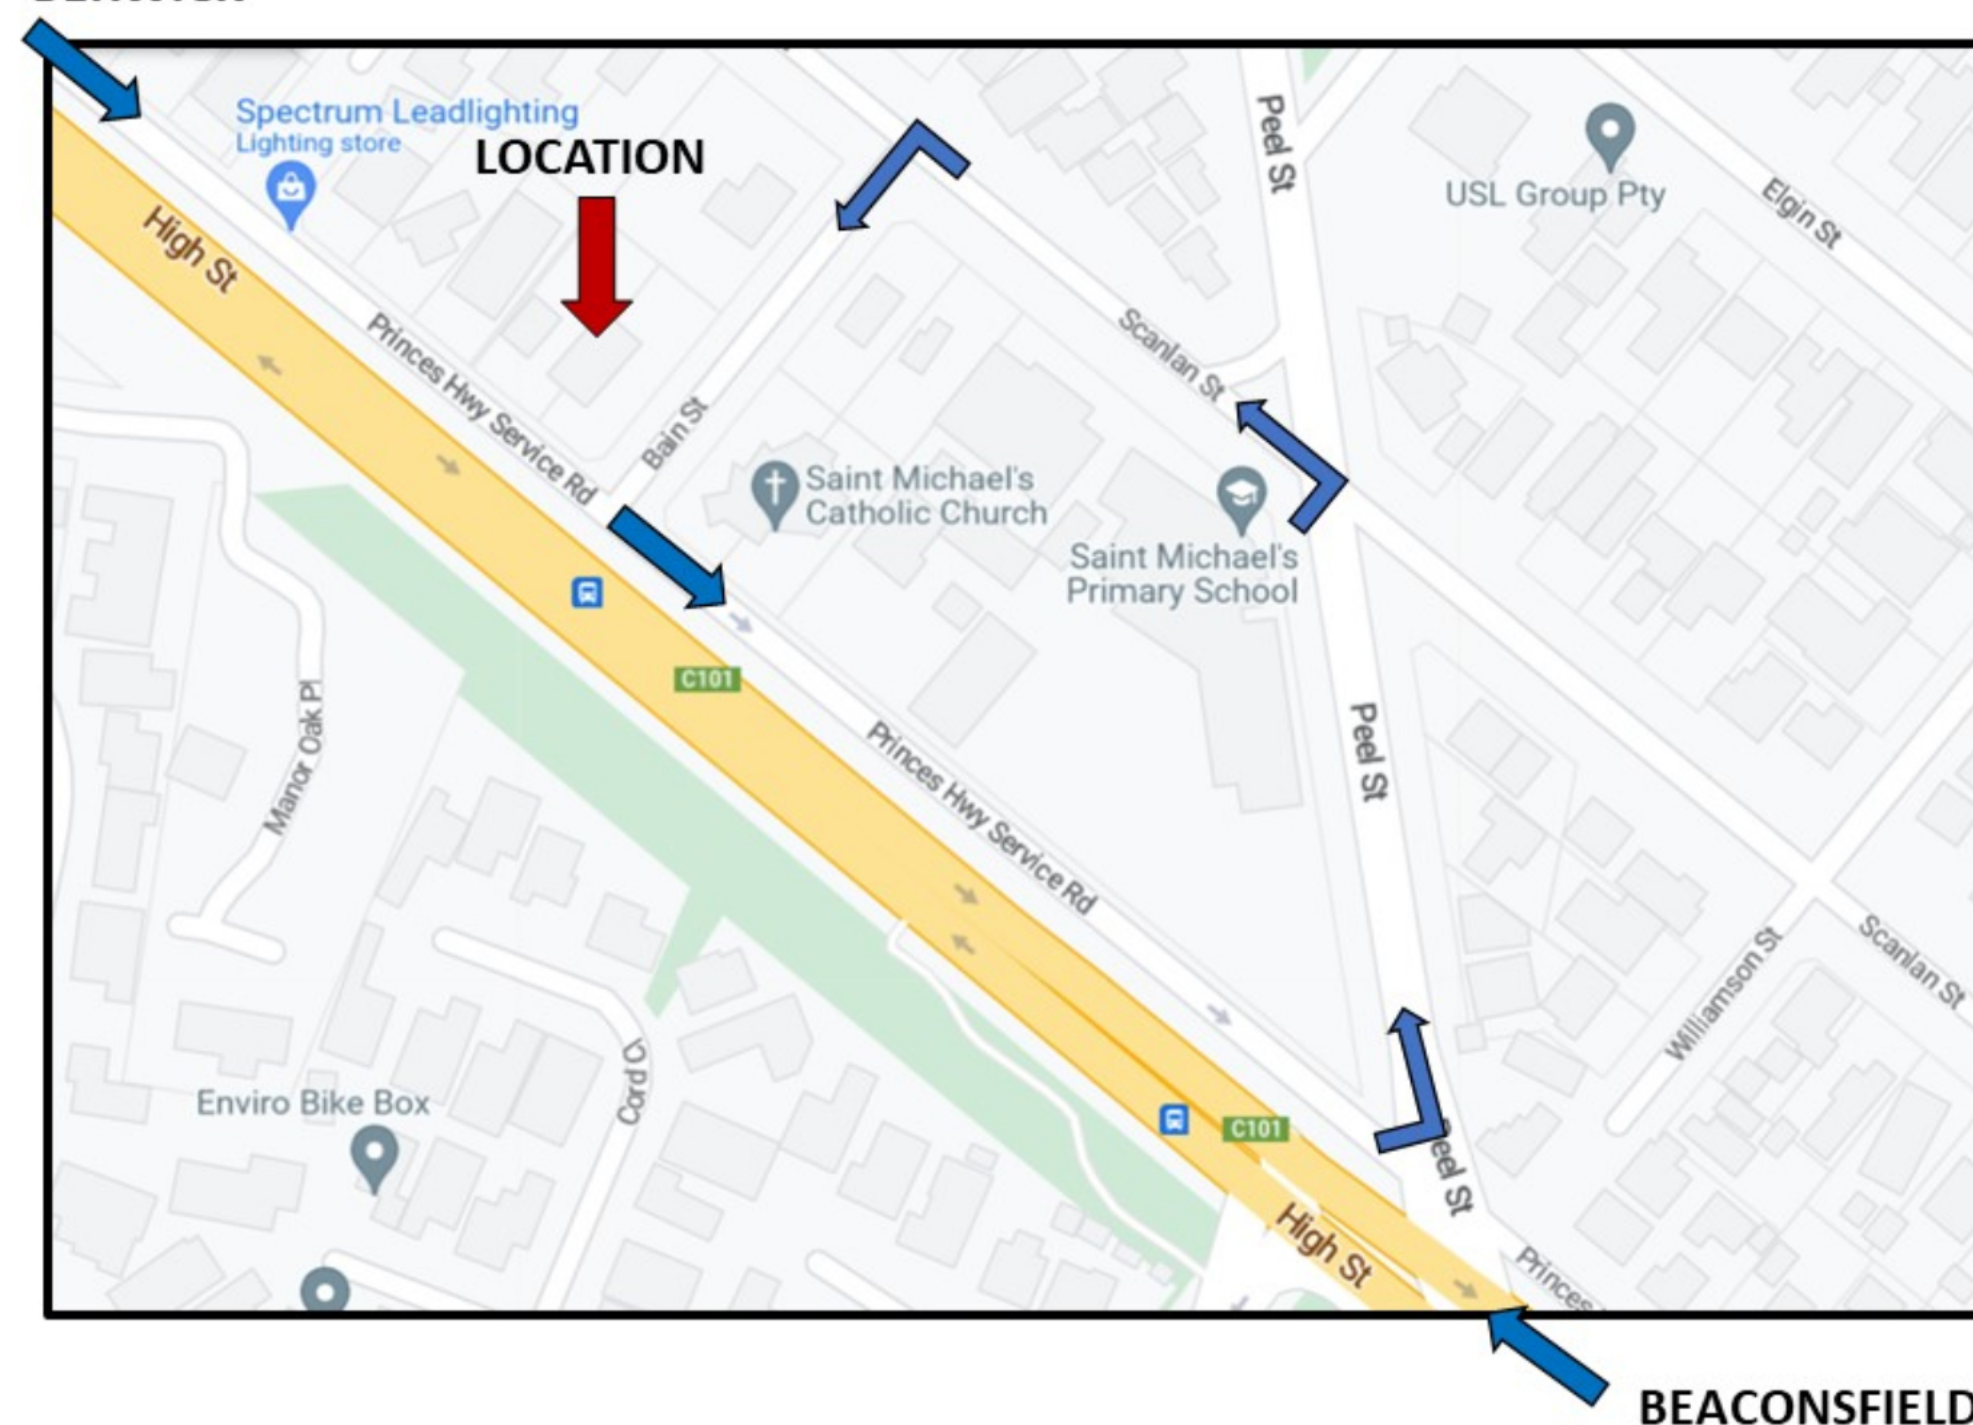 Spectrum Leadlighting
Lighting store
LOCATION
Peel St
USL Group Pty
Elgin St
High St
Princes Hwy Service Rd
Scanlan St
Bain St
Saint Michael's
Catholic Church
Saint Michael's
Primary School
C101
Manor Oak Pl
Peel St
Princes Hwy Service Rd
Scanlan St
Williamson St
Enviro Bike Box
Cord Ct
C101
Peel St
High St
Princes
BEACONSFIELD